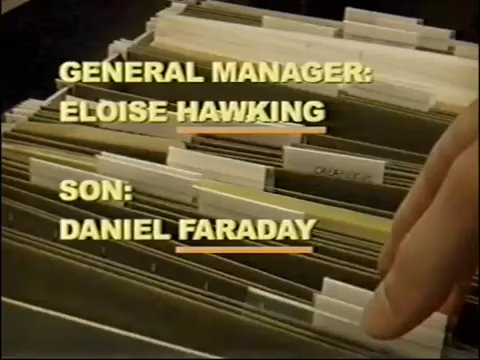 GENERAL MANAGER:
ELOISE HAWKING
SON:
DANIEL FARADAY